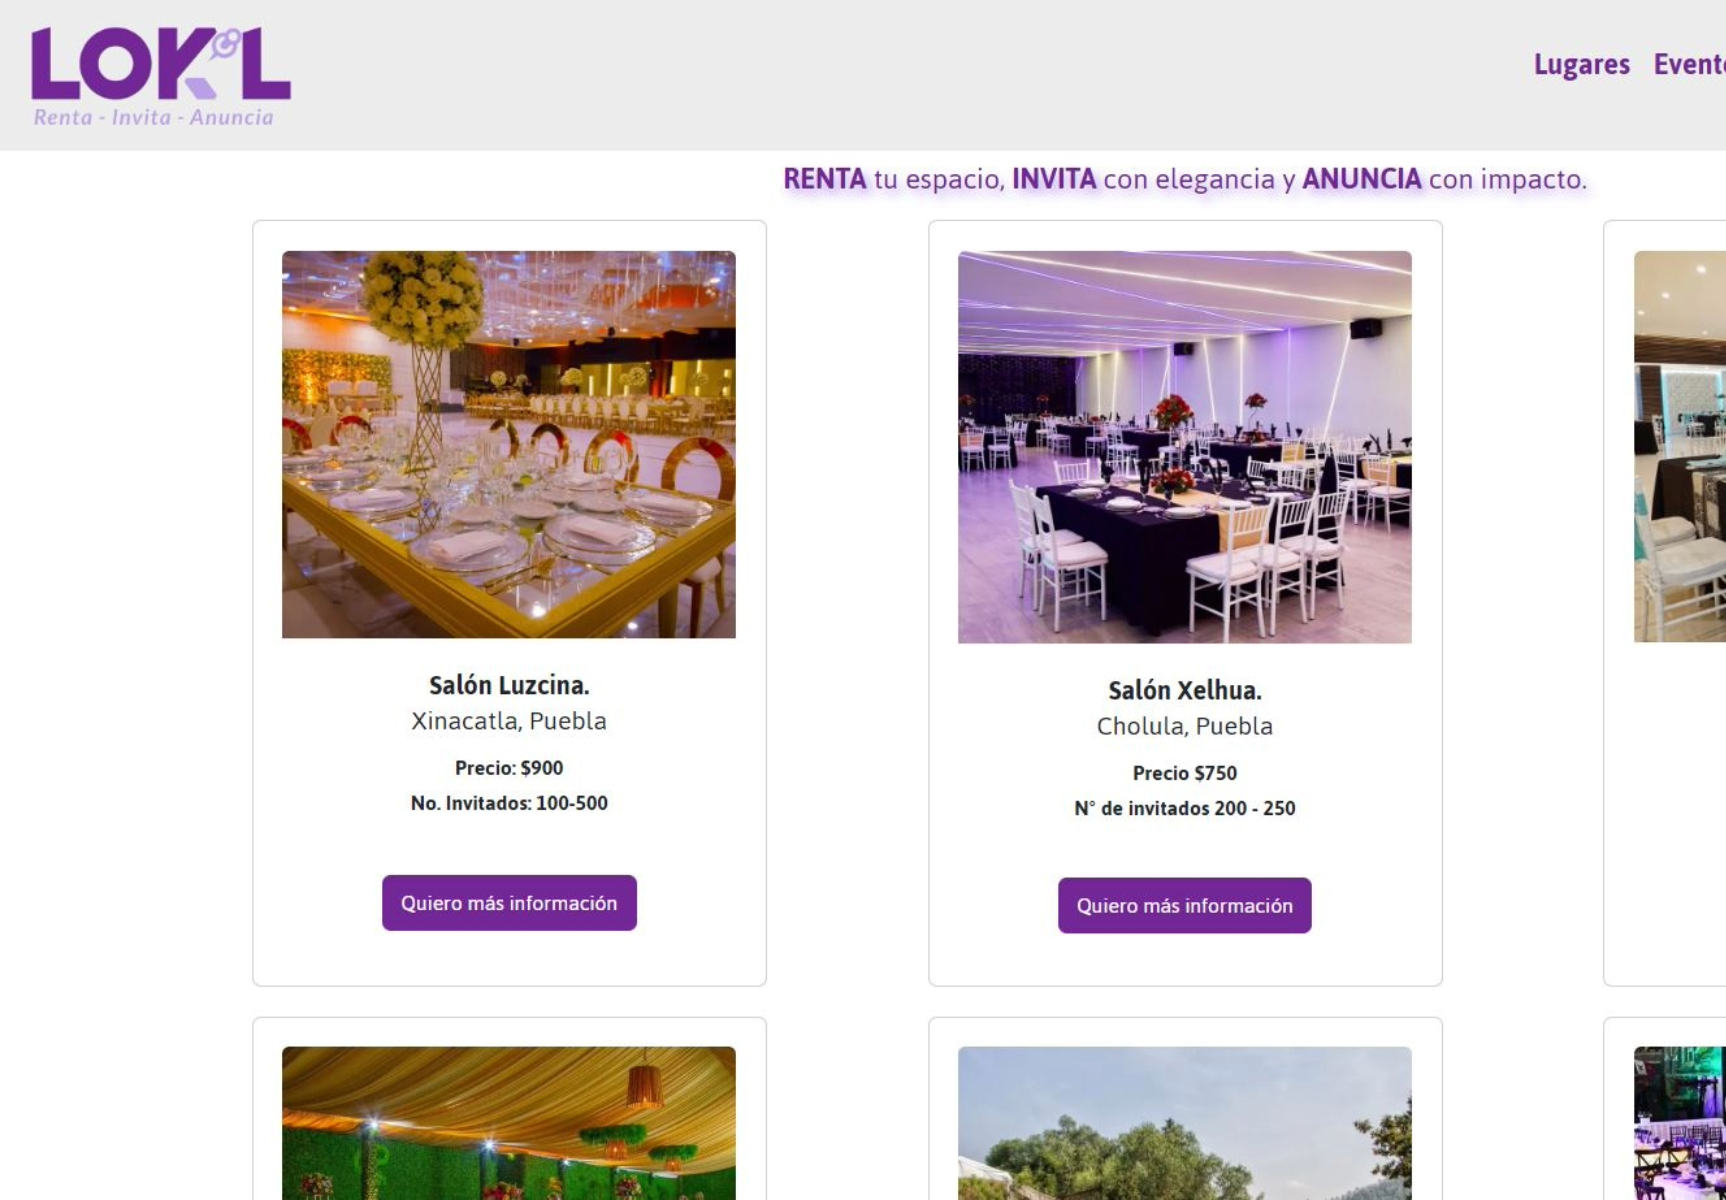 LOK'L
Renta - Invita - Anuncia
Lugares
RENTA tu espacio, INVITA con elegancia y ANUNCIA con impacto.
Salón Luzcina.
Xinacatla, Puebla
Precio: $900
No. Invitados: 100-500
Quiero más información
Salón Xelhua.
Cholula, Puebla
Precio $750
N° de invitados 200 - 250
Quiero más información